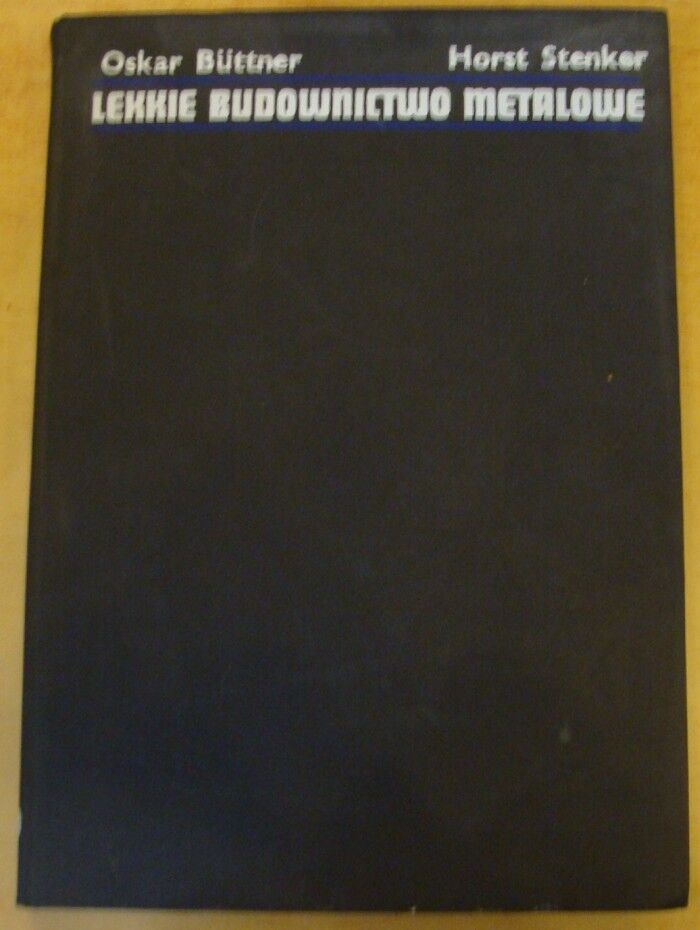 Oskar Büttner Horst Stenker
LEKKIE BUDOWNICTWO METALOWE